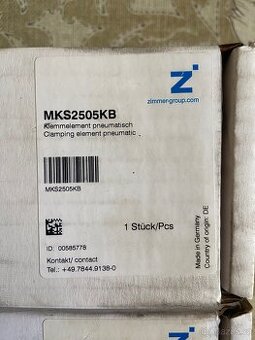 Z
zimmer-group.com
MKS2505KB
Klemmelement pneumatisch
Clamping element pneumatic
MKS2505KB
1 Stück/Pcs
ID: 00585778
Kontakt/ contact
Tel.: +49.7844.9138-0
Made in Germany
Country of origin: DE